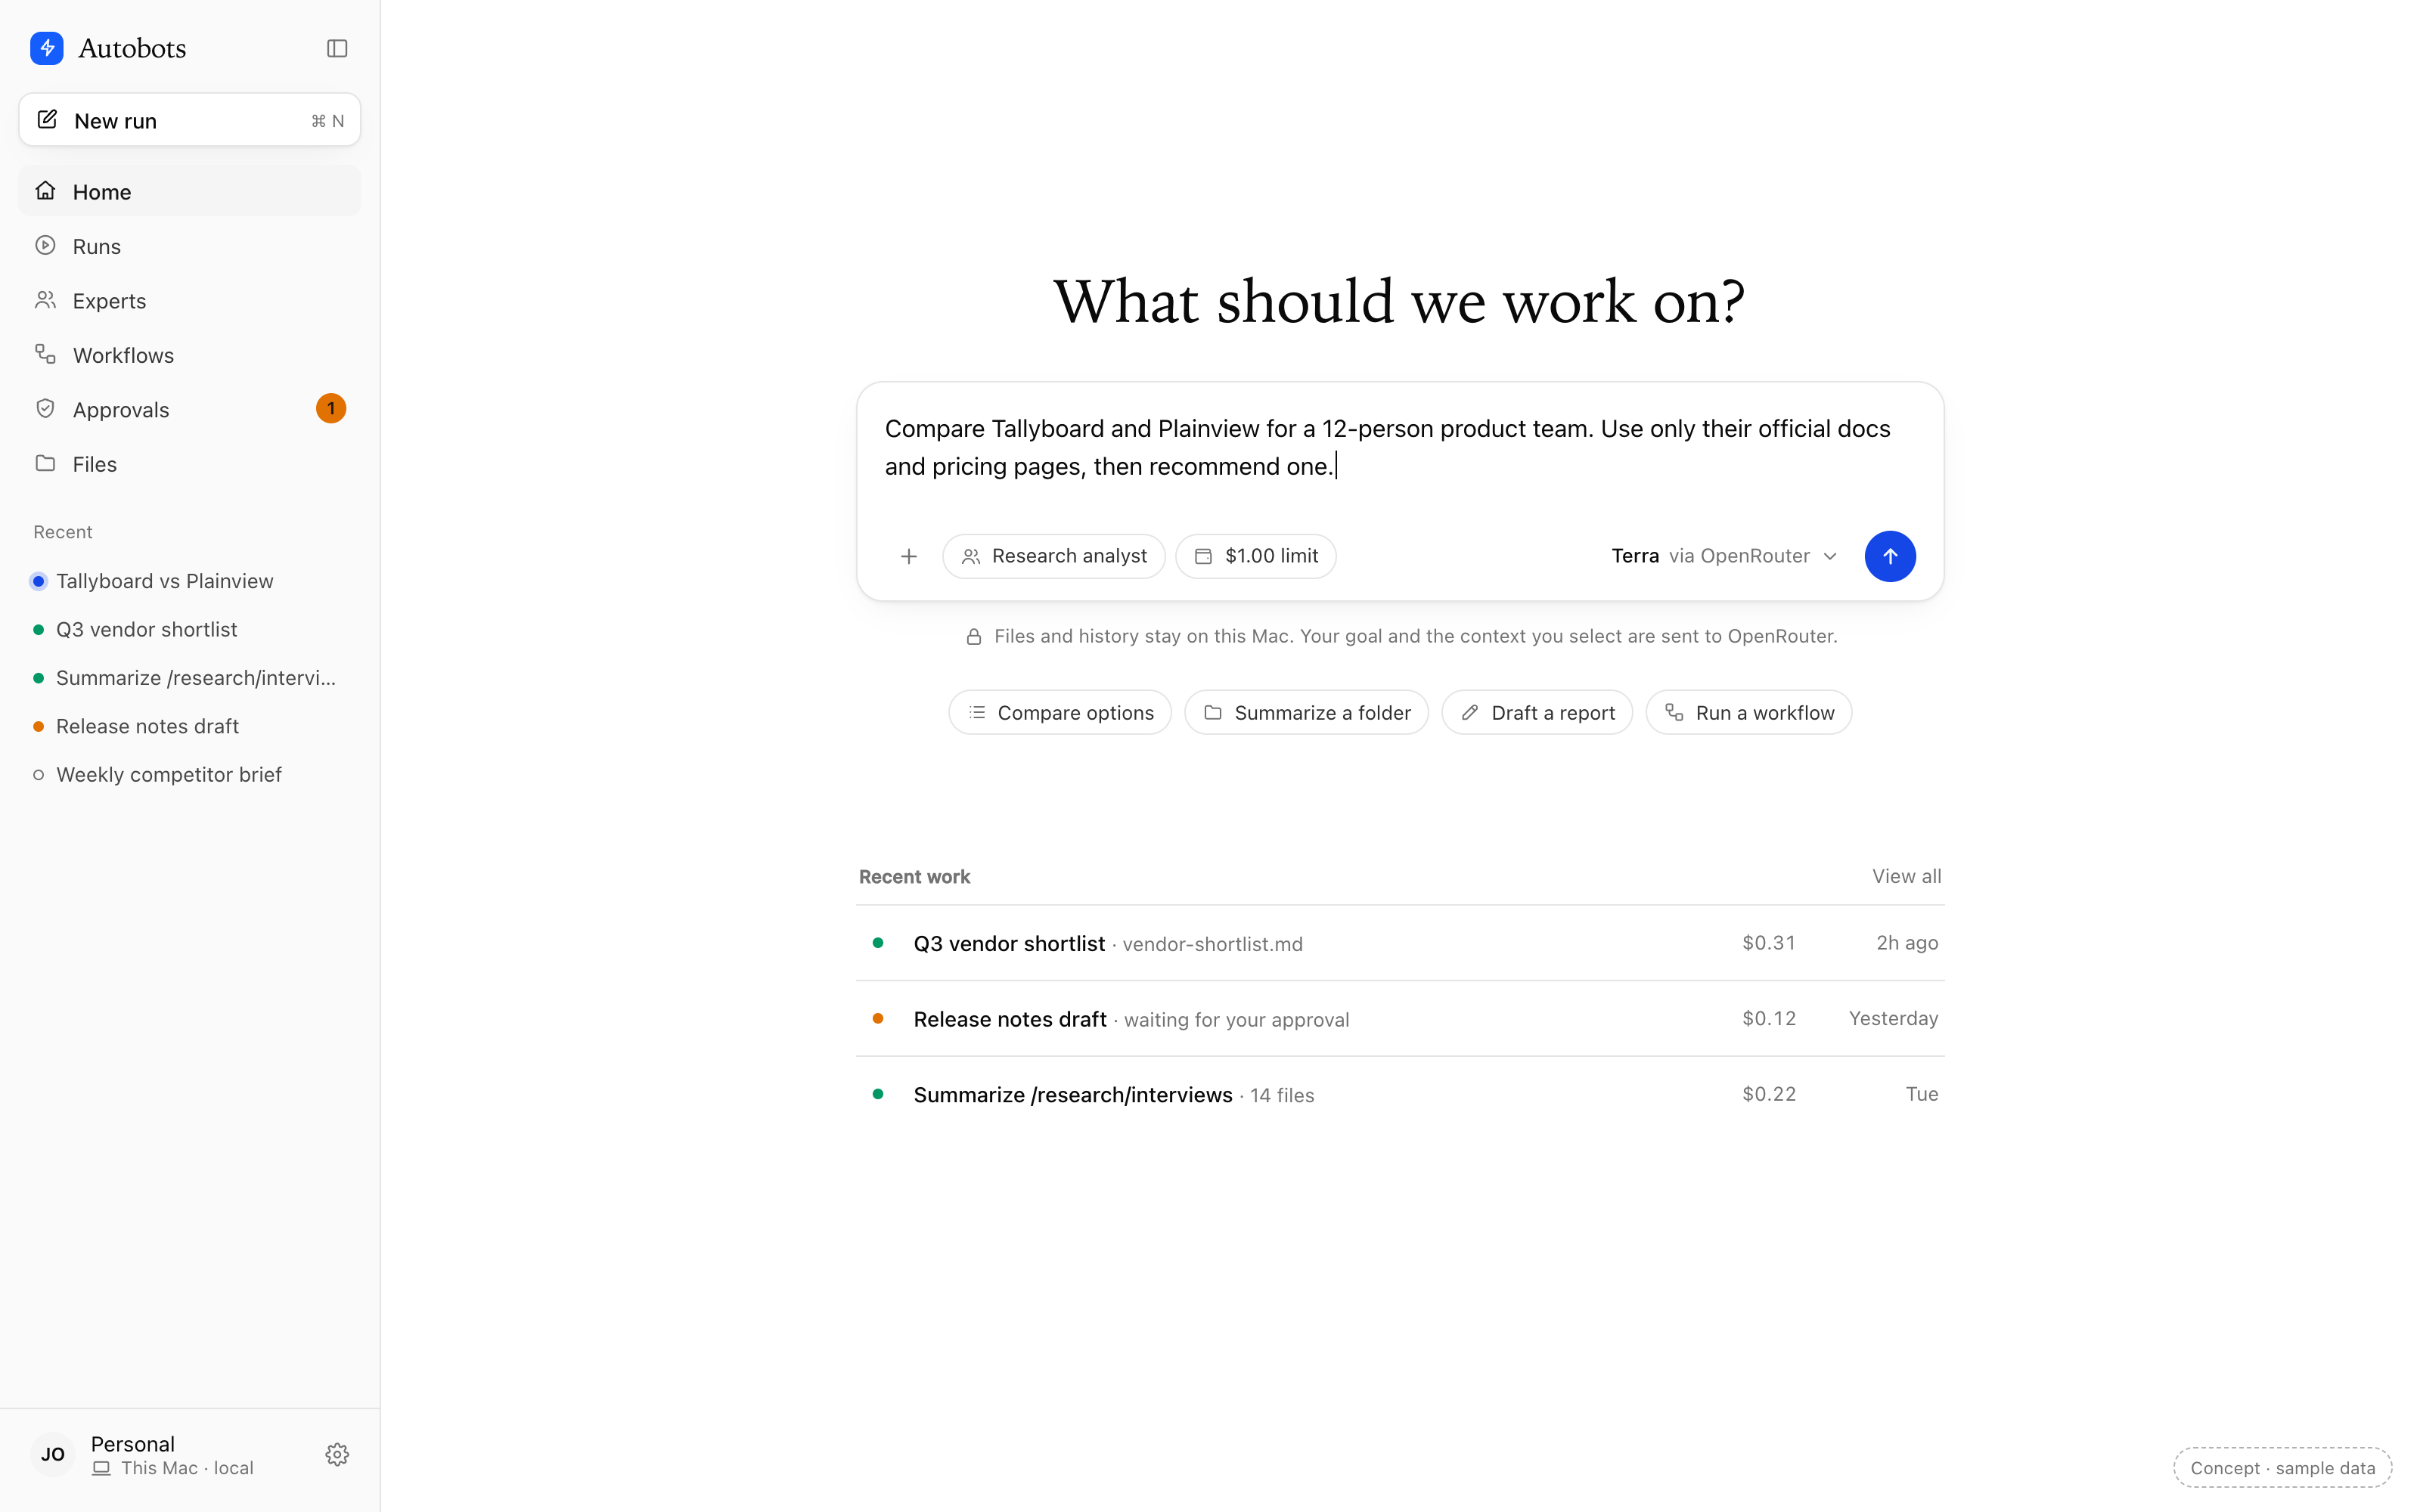 Autobots
New run
⌘ N
Home
Runs
Experts
Workflows
Approvals
1
Files
Recent
Tallyboard vs Plainview
Q3 vendor shortlist
Summarize /research/intervi...
Release notes draft
Weekly competitor brief
JO
Personal
This Mac · local
What should we work on?
Compare Tallyboard and Plainview for a 12-person product team. Use only their official docs
and pricing pages, then recommend one.
Research analyst
$1.00 limit
Terra via OpenRouter
Files and history stay on this Mac. Your goal and the context you select are sent to OpenRouter.
Compare options
Summarize a folder
Draft a report
Run a workflow
Recent work
View all
Q3 vendor shortlist · vendor-shortlist.md
$0.31
2h ago
Release notes draft · waiting for your approval
$0.12
Yesterday
Summarize /research/interviews · 14 files
$0.22
Tue
Concept · sample data